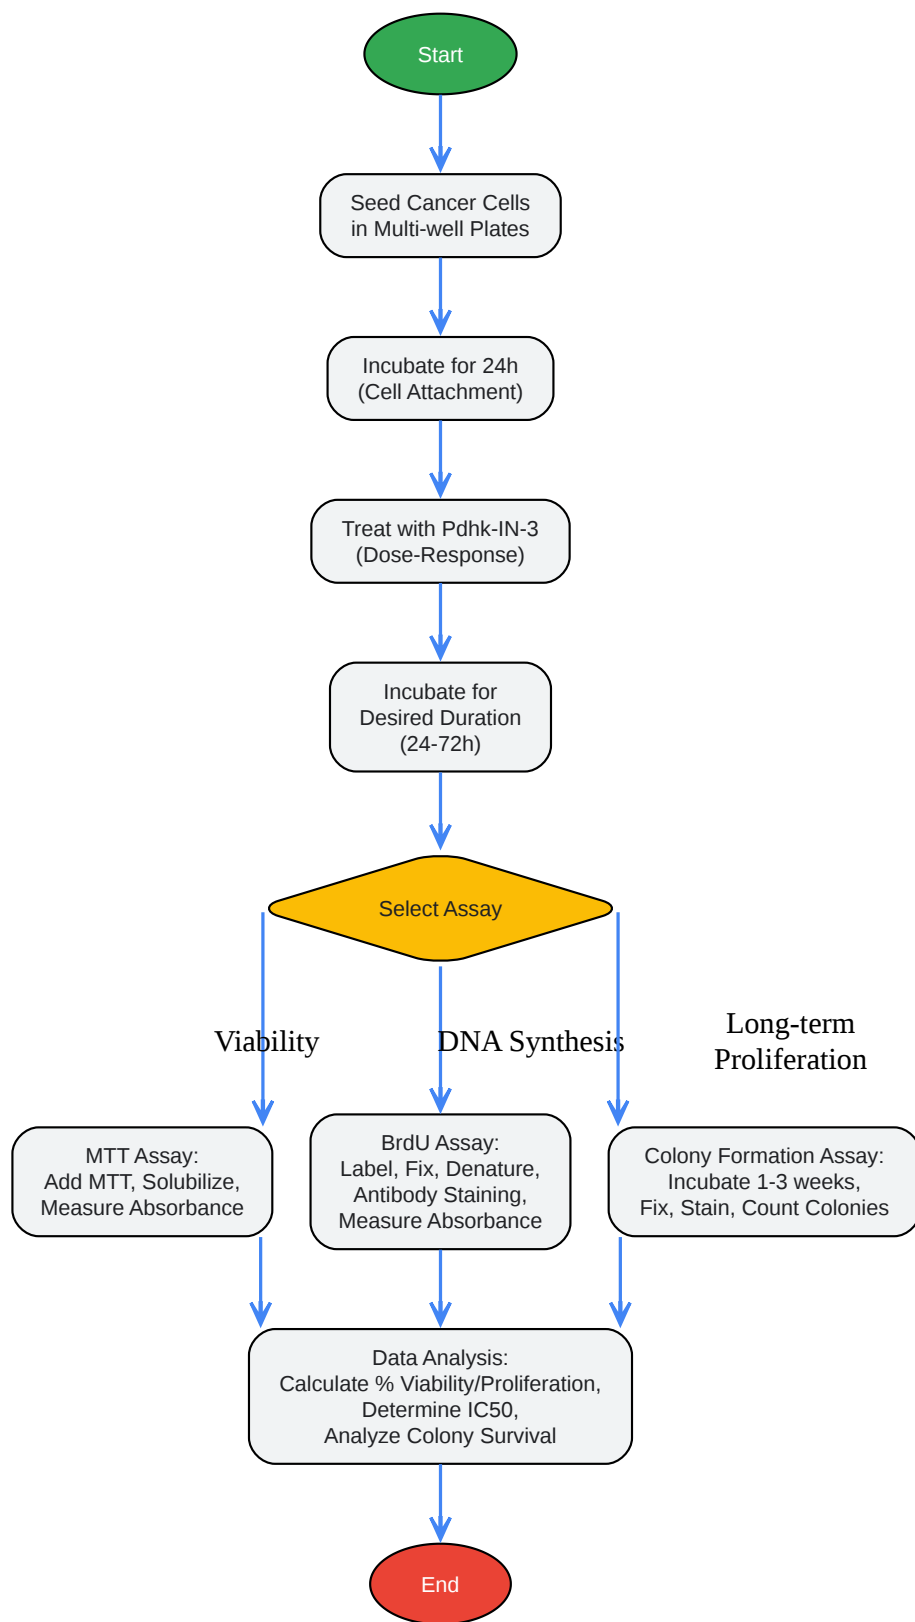 Start
Seed Cancer Cells
in Multi-well Plates
Incubate for 24h
(Cell Attachment)
Treat with Pdhk-IN-3
(Dose-Response)
Incubate for
Desired Duration
(24-72h)
Select Assay
Viability
DNA Synthesis
Long-term
Proliferation
MTT Assay:
Add MTT, Solubilize,
Measure Absorbance
BrdU Assay:
Label, Fix, Denature,
Antibody Staining,
Measure Absorbance
Colony Formation Assay:
Incubate 1-3 weeks,
Fix, Stain, Count Colonies
Data Analysis:
Calculate % Viability/Proliferation,
Determine IC50,
Analyze Colony Survival
End